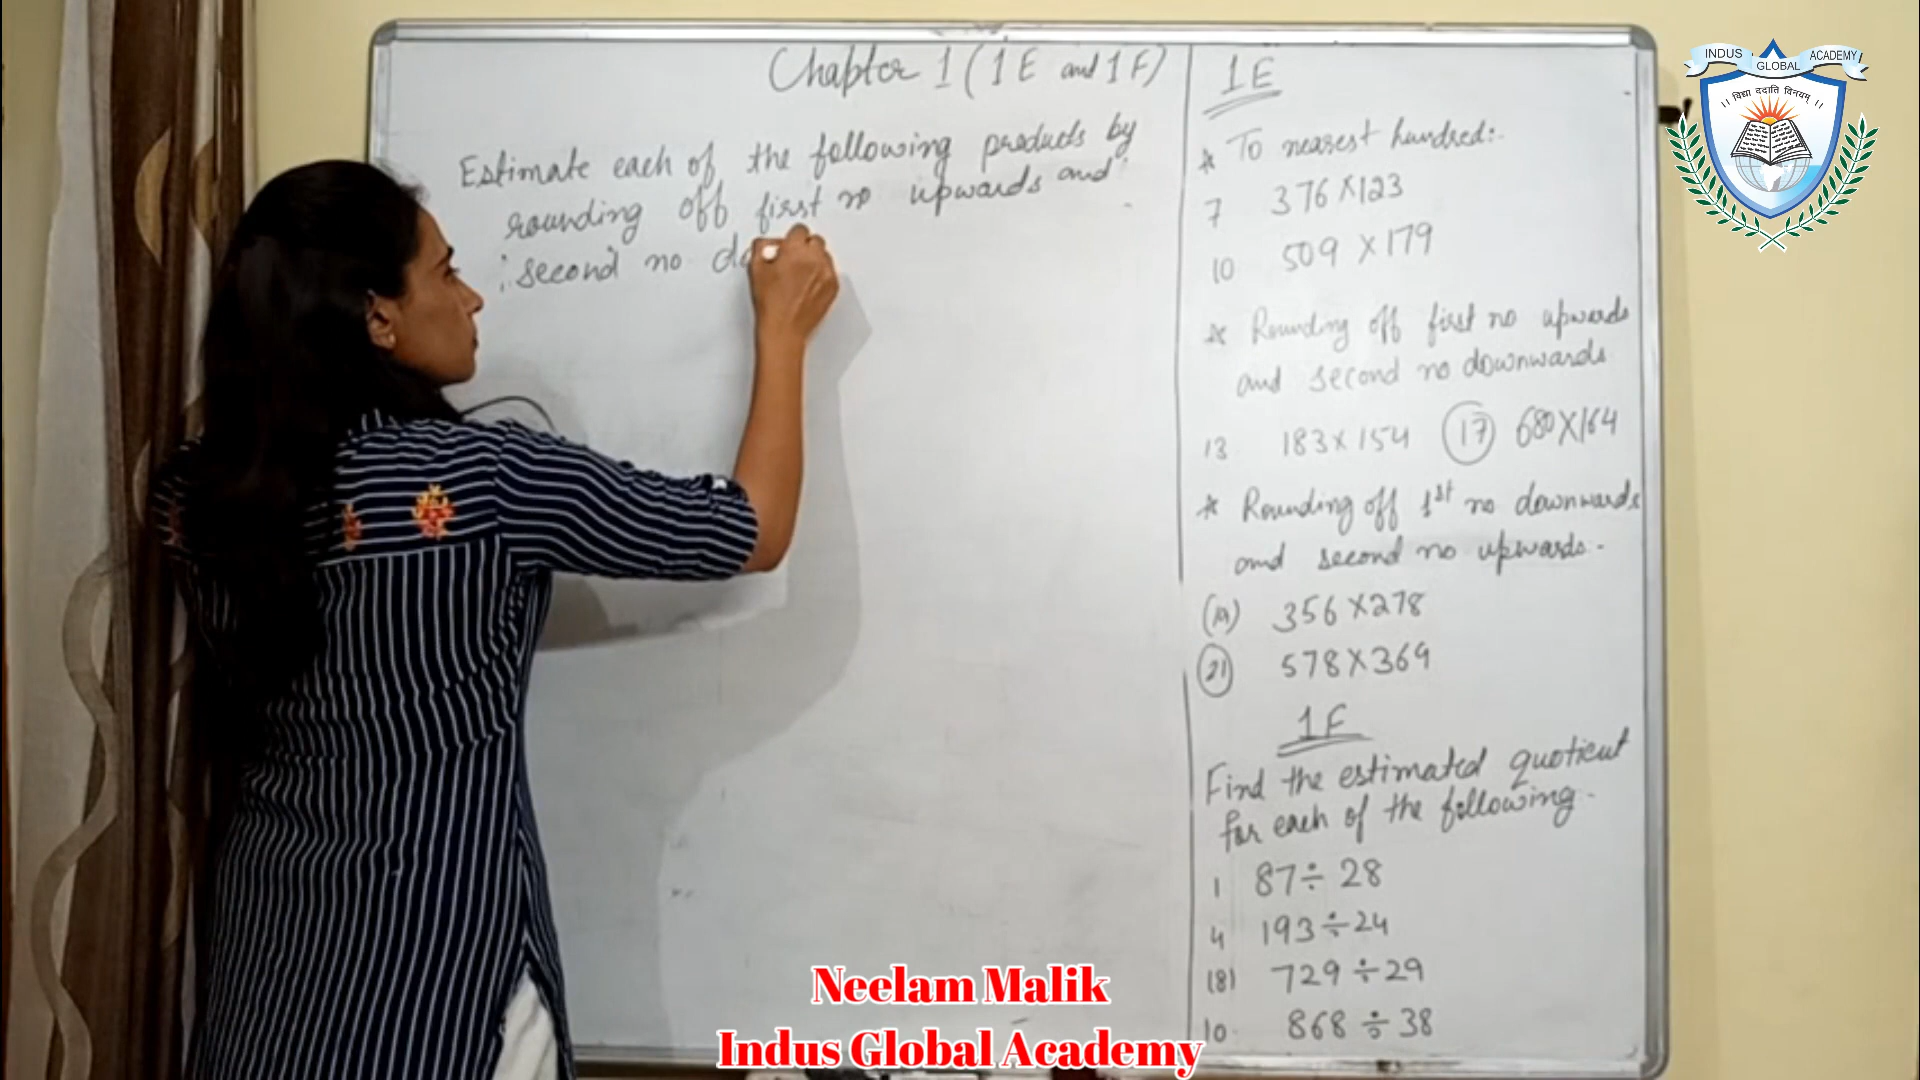 Chapter 1 (1E and 1F)
Estimate each of the following products by
rounding off first no upwards and
second no do
1E
* To nearest hundred:-
7 376 X 123
10 509 X 179
* Rounding off first no upwards
and second no downwards
13 183 X 154 (17) 680 X 164
* Rounding off 1st no downwards
and second no upwards.
(19) 356 X 278
(21) 578 X 369
1F
Find the estimated quotient
for each of the following.
1 87 ÷ 28
4 193 ÷ 24
(8) 729 ÷ 29
10. 868 ÷ 38
INDUS GLOBAL ACADEMY
।। विद्या ददाति विनयम् ।।
Neelam Malik
Indus Global Academy